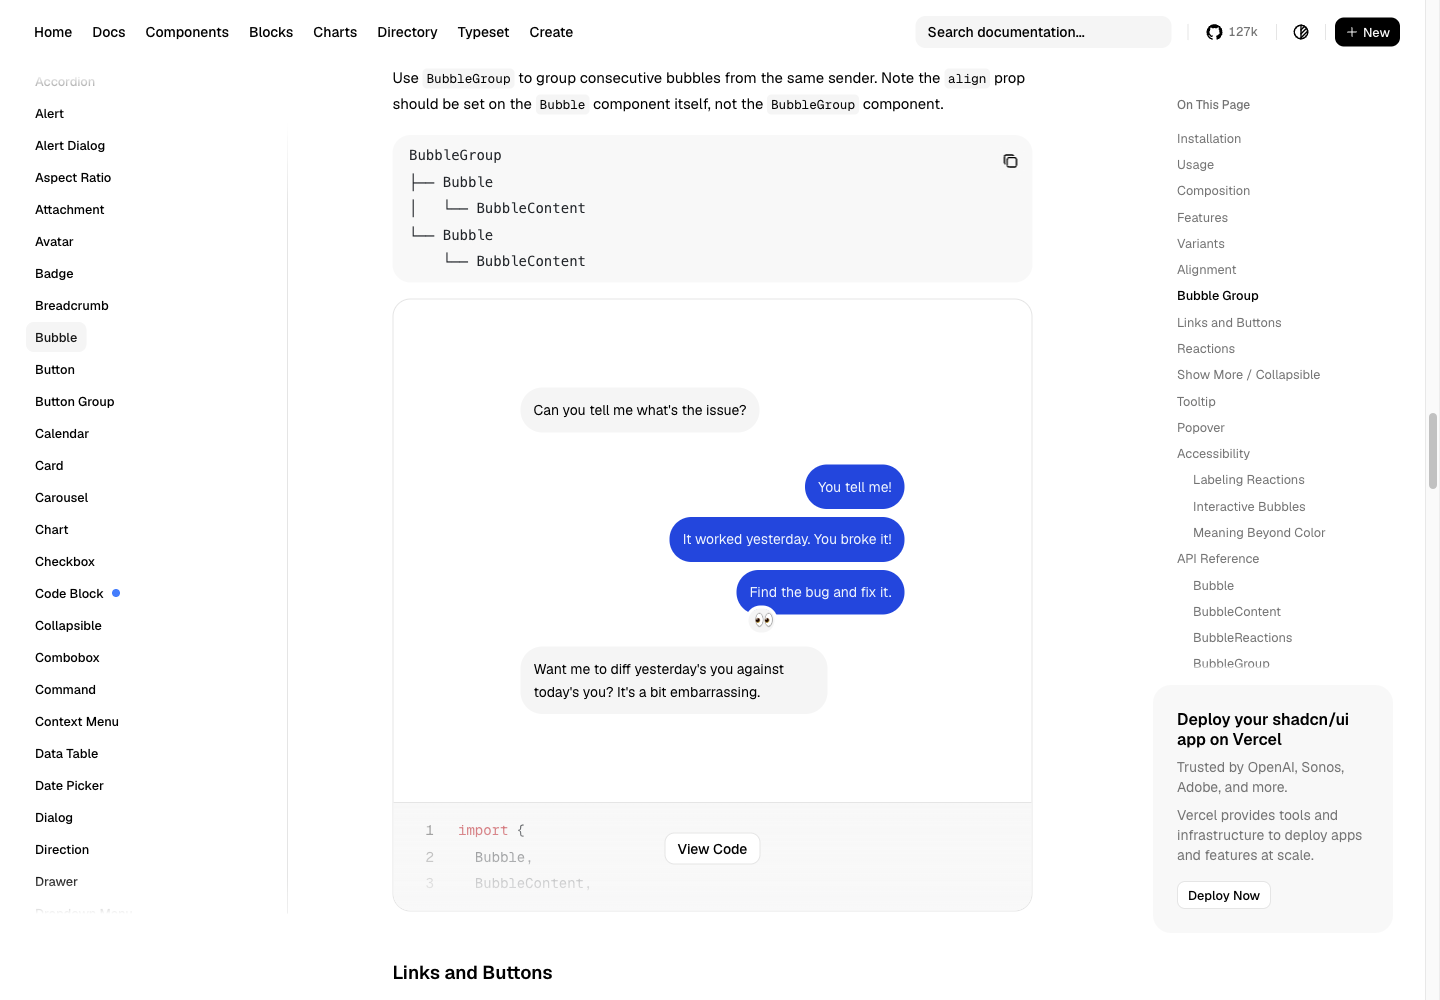 Home Docs Components Blocks Charts Directory Typeset Create
Search documentation...
127k
New
Accordion
Alert
Alert Dialog
Aspect Ratio
Attachment
Avatar
Badge
Breadcrumb
Bubble
Button
Button Group
Calendar
Card
Carousel
Chart
Checkbox
Code Block
Collapsible
Combobox
Command
Context Menu
Data Table
Date Picker
Dialog
Direction
Drawer
Dropdown Menu
Use BubbleGroup to group consecutive bubbles from the same sender. Note the align prop
should be set on the Bubble component itself, not the BubbleGroup component.
BubbleGroup
├── Bubble
│   └── BubbleContent
└── Bubble
    └── BubbleContent
Can you tell me what's the issue?
You tell me!
It worked yesterday. You broke it!
Find the bug and fix it.
👀
Want me to diff yesterday's you against
today's you? It's a bit embarrassing.
1 import {
2 Bubble,
3 BubbleContent,
View Code
Links and Buttons
On This Page
Installation
Usage
Composition
Features
Variants
Alignment
Bubble Group
Links and Buttons
Reactions
Show More / Collapsible
Tooltip
Popover
Accessibility
Labeling Reactions
Interactive Bubbles
Meaning Beyond Color
API Reference
Bubble
BubbleContent
BubbleReactions
BubbleGroup
Deploy your shadcn/ui
app on Vercel
Trusted by OpenAI, Sonos,
Adobe, and more.
Vercel provides tools and
infrastructure to deploy apps
and features at scale.
Deploy Now